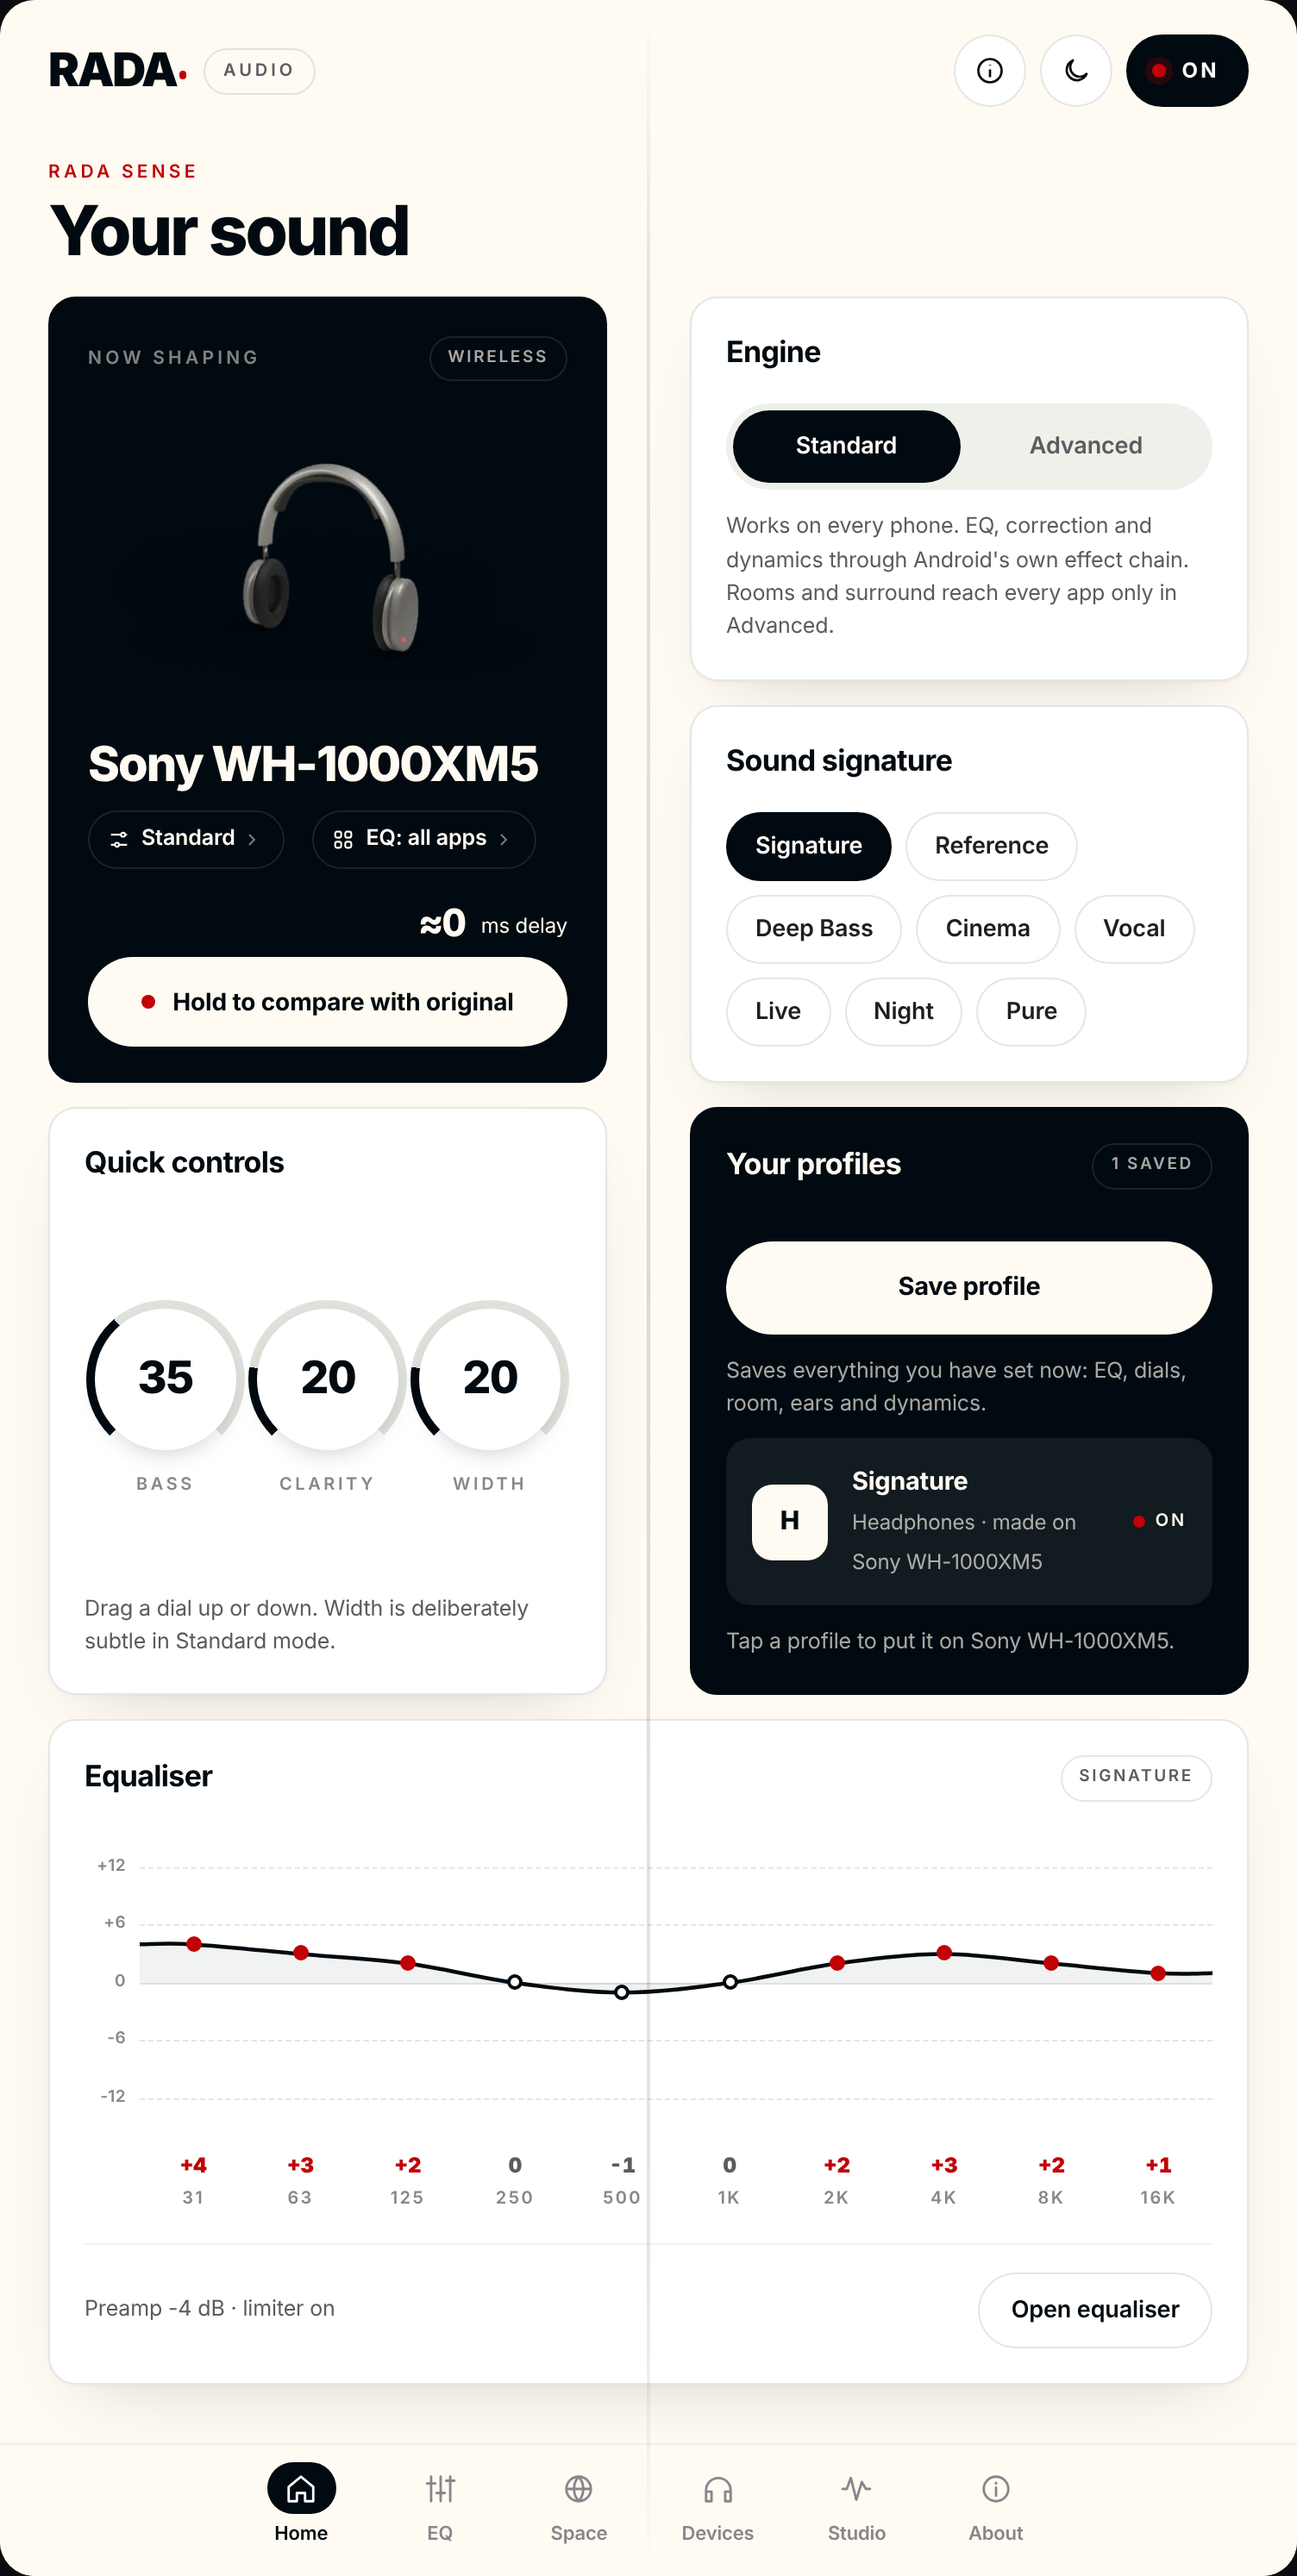 RADA.
AUDIO
ON
RADA SENSE
Your sound
NOW SHAPING
WIRELESS
Sony WH-1000XM5
Standard
EQ: all apps
≈0 ms delay
Hold to compare with original
Engine
Standard
Advanced
Works on every phone. EQ, correction and
dynamics through Android's own effect chain.
Rooms and surround reach every app only in
Advanced.
Sound signature
Signature
Reference
Deep Bass
Cinema
Vocal
Live
Night
Pure
Quick controls
35
20
20
BASS
CLARITY
WIDTH
Drag a dial up or down. Width is deliberately
subtle in Standard mode.
Your profiles
1 SAVED
Save profile
Saves everything you have set now: EQ, dials,
room, ears and dynamics.
H
Signature
Headphones · made on
Sony WH-1000XM5
ON
Tap a profile to put it on Sony WH-1000XM5.
Equaliser
SIGNATURE
+12
+6
0
-6
-12
+4 +3 +2 0 -1 0 +2 +3 +2 +1
31 63 125 250 500 1K 2K 4K 8K 16K
Preamp -4 dB · limiter on
Open equaliser
Home
EQ
Space
Devices
Studio
About